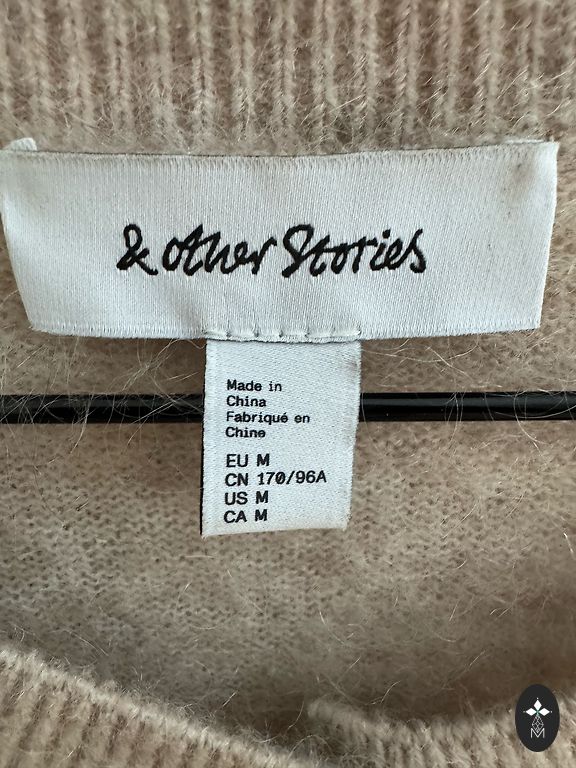 & Other Stories
Made in
China
Fabriqué en
Chine
EU M
CN 170/96A
US M
CA M
M